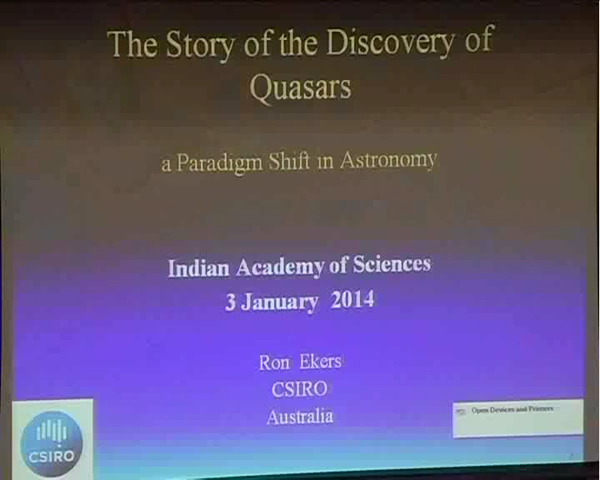 The Story of the Discovery of
Quasars
a Paradigm Shift in Astronomy
Indian Academy of Sciences
3 January 2014
Ron Ekers
CSIRO
Australia
Open Devices and Printers
CSIRO